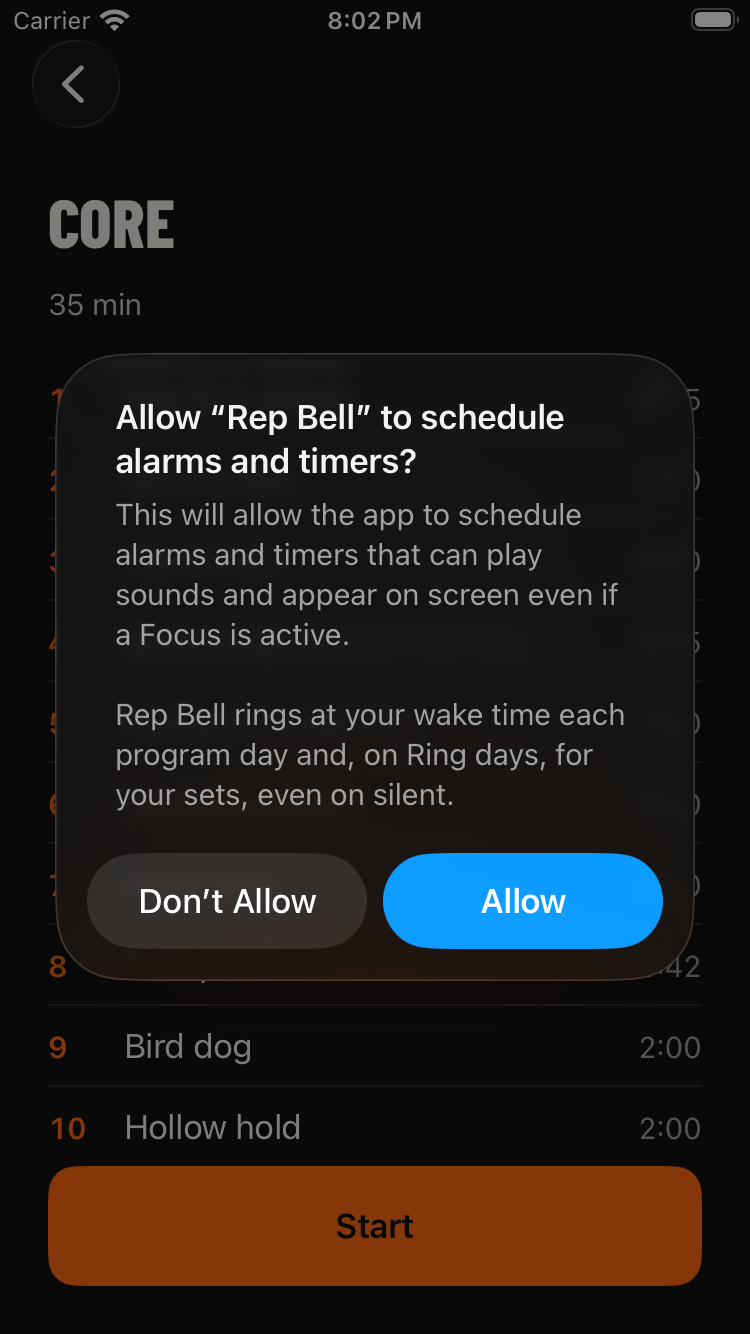 Carrier 8:02 PM
CORE
35 min
Allow “Rep Bell” to schedule
alarms and timers?
This will allow the app to schedule
alarms and timers that can play
sounds and appear on screen even if
a Focus is active.
Rep Bell rings at your wake time each
program day and, on Ring days, for
your sets, even on silent.
Don’t Allow
Allow
8
9 Bird dog 2:00
10 Hollow hold 2:00
Start